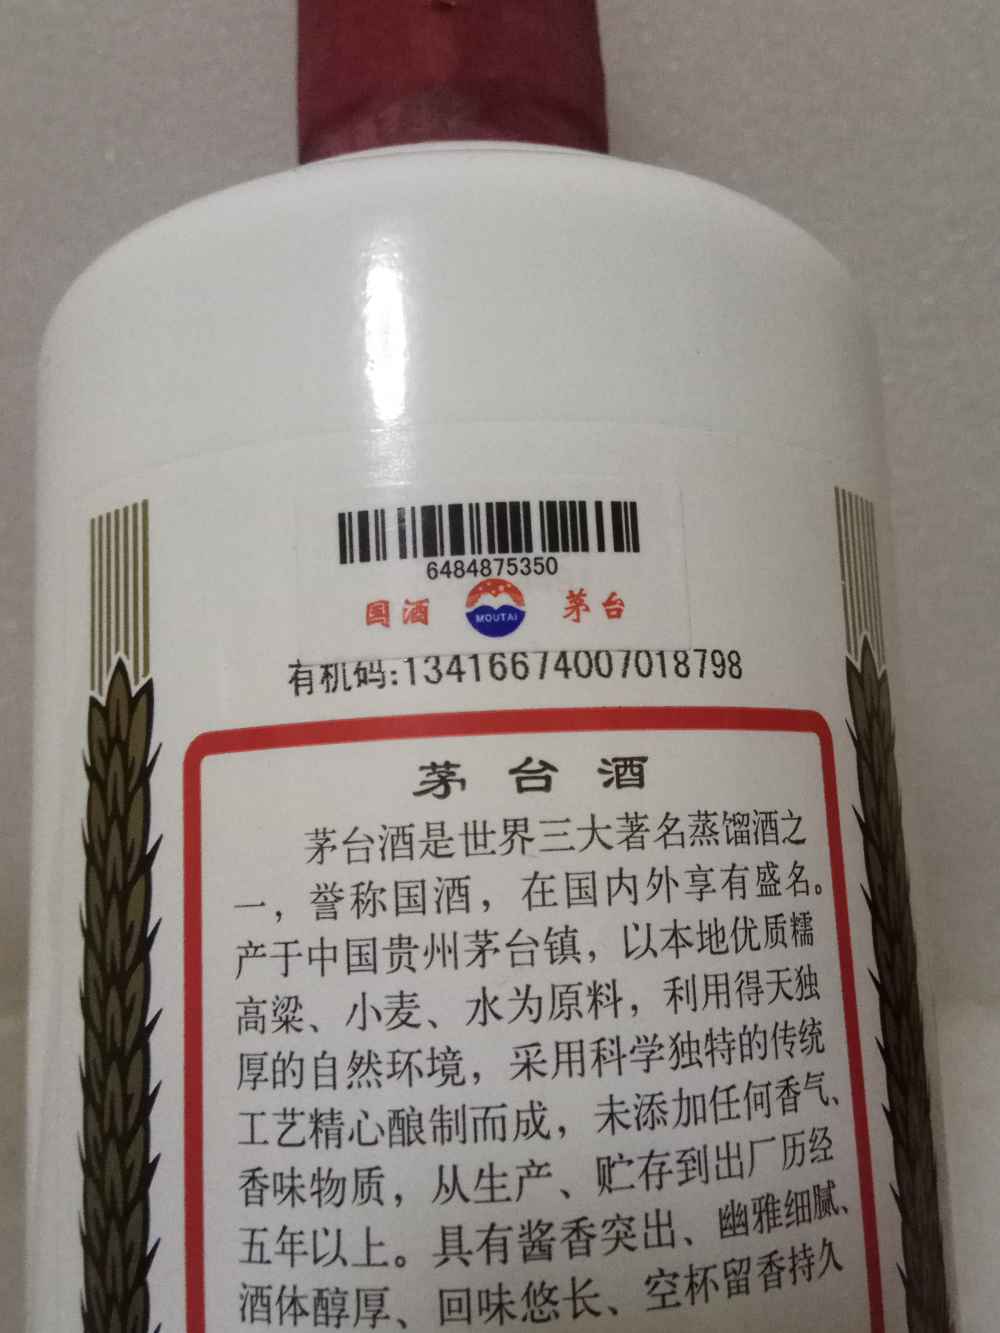 6484875350
国酒 MOUTAI 茅台
有机码:13416674007018798
茅台酒
茅台酒是世界三大著名蒸馏酒之
一，誉称国酒，在国内外享有盛名。
产于中国贵州茅台镇，以本地优质糯
高粱、小麦、水为原料，利用得天独
厚的自然环境，采用科学独特的传统
工艺精心酿制而成，未添加任何香气、
香味物质，从生产、贮存到出厂历经
五年以上。具有酱香突出、幽雅细腻、
酒体醇厚、回味悠长、空杯留香持久